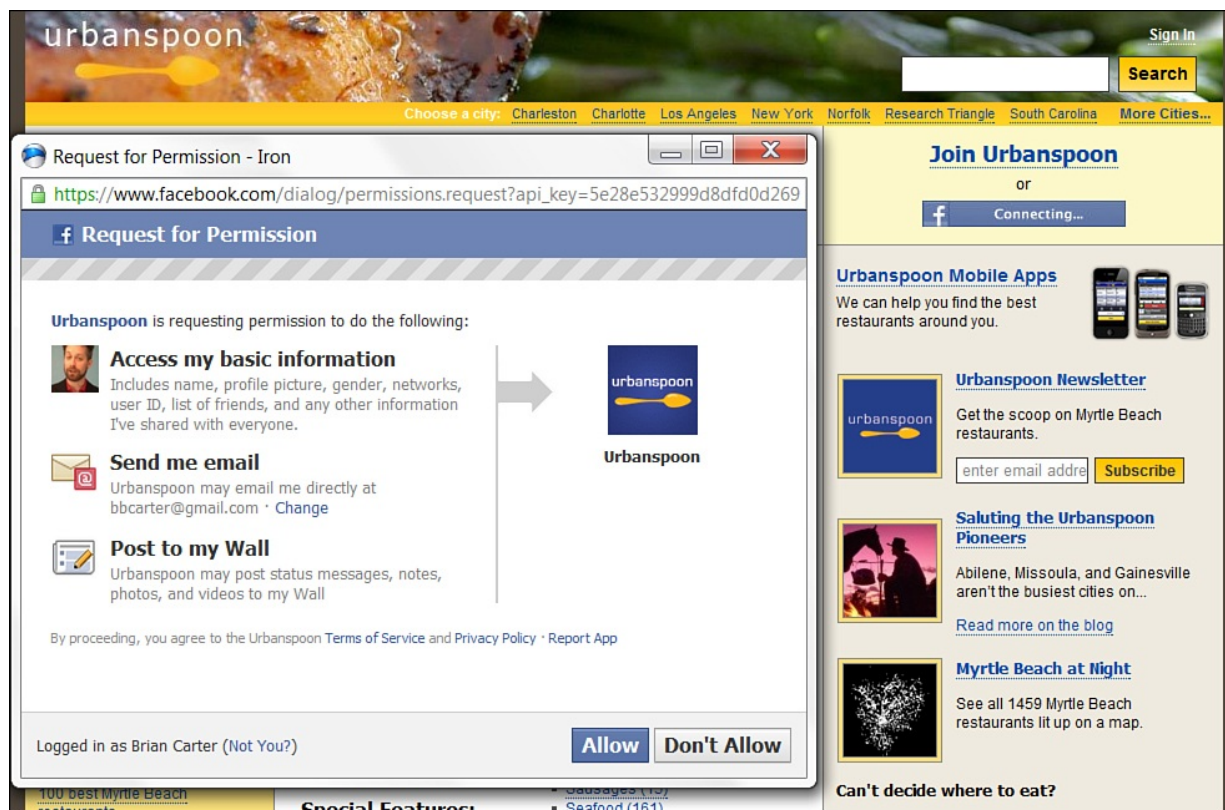 urbanspoon
Sign In
Search
Choose a city: Charleston Charlotte Los Angeles New York Norfolk Research Triangle South Carolina More Cities...
Request for Permission - Iron
https://www.facebook.com/dialog/permissions.request?api_key=5e28e532999d8dfd0d269
f Request for Permission
Urbanspoon is requesting permission to do the following:
Access my basic information
Includes name, profile picture, gender, networks,
user ID, list of friends, and any other information
I've shared with everyone.
Send me email
Urbanspoon may email me directly at
bbcarter@gmail.com · Change
Post to my Wall
Urbanspoon may post status messages, notes,
photos, and videos to my Wall
urbanspoon
Urbanspoon
By proceeding, you agree to the Urbanspoon Terms of Service and Privacy Policy · Report App
Logged in as Brian Carter (Not You?)
Allow
Don't Allow
Join Urbanspoon
or
f Connecting...
Urbanspoon Mobile Apps
We can help you find the best
restaurants around you.
urbanspoon
Urbanspoon Newsletter
Get the scoop on Myrtle Beach
restaurants.
enter email addre
Subscribe
Saluting the Urbanspoon
Pioneers
Abilene, Missoula, and Gainesville
aren't the busiest cities on...
Read more on the blog
Myrtle Beach at Night
See all 1459 Myrtle Beach
restaurants lit up on a map.
Can't decide where to eat?
100 best Myrtle Beach
restaurants
Special Features:
Sausages (15)
Seafood (161)